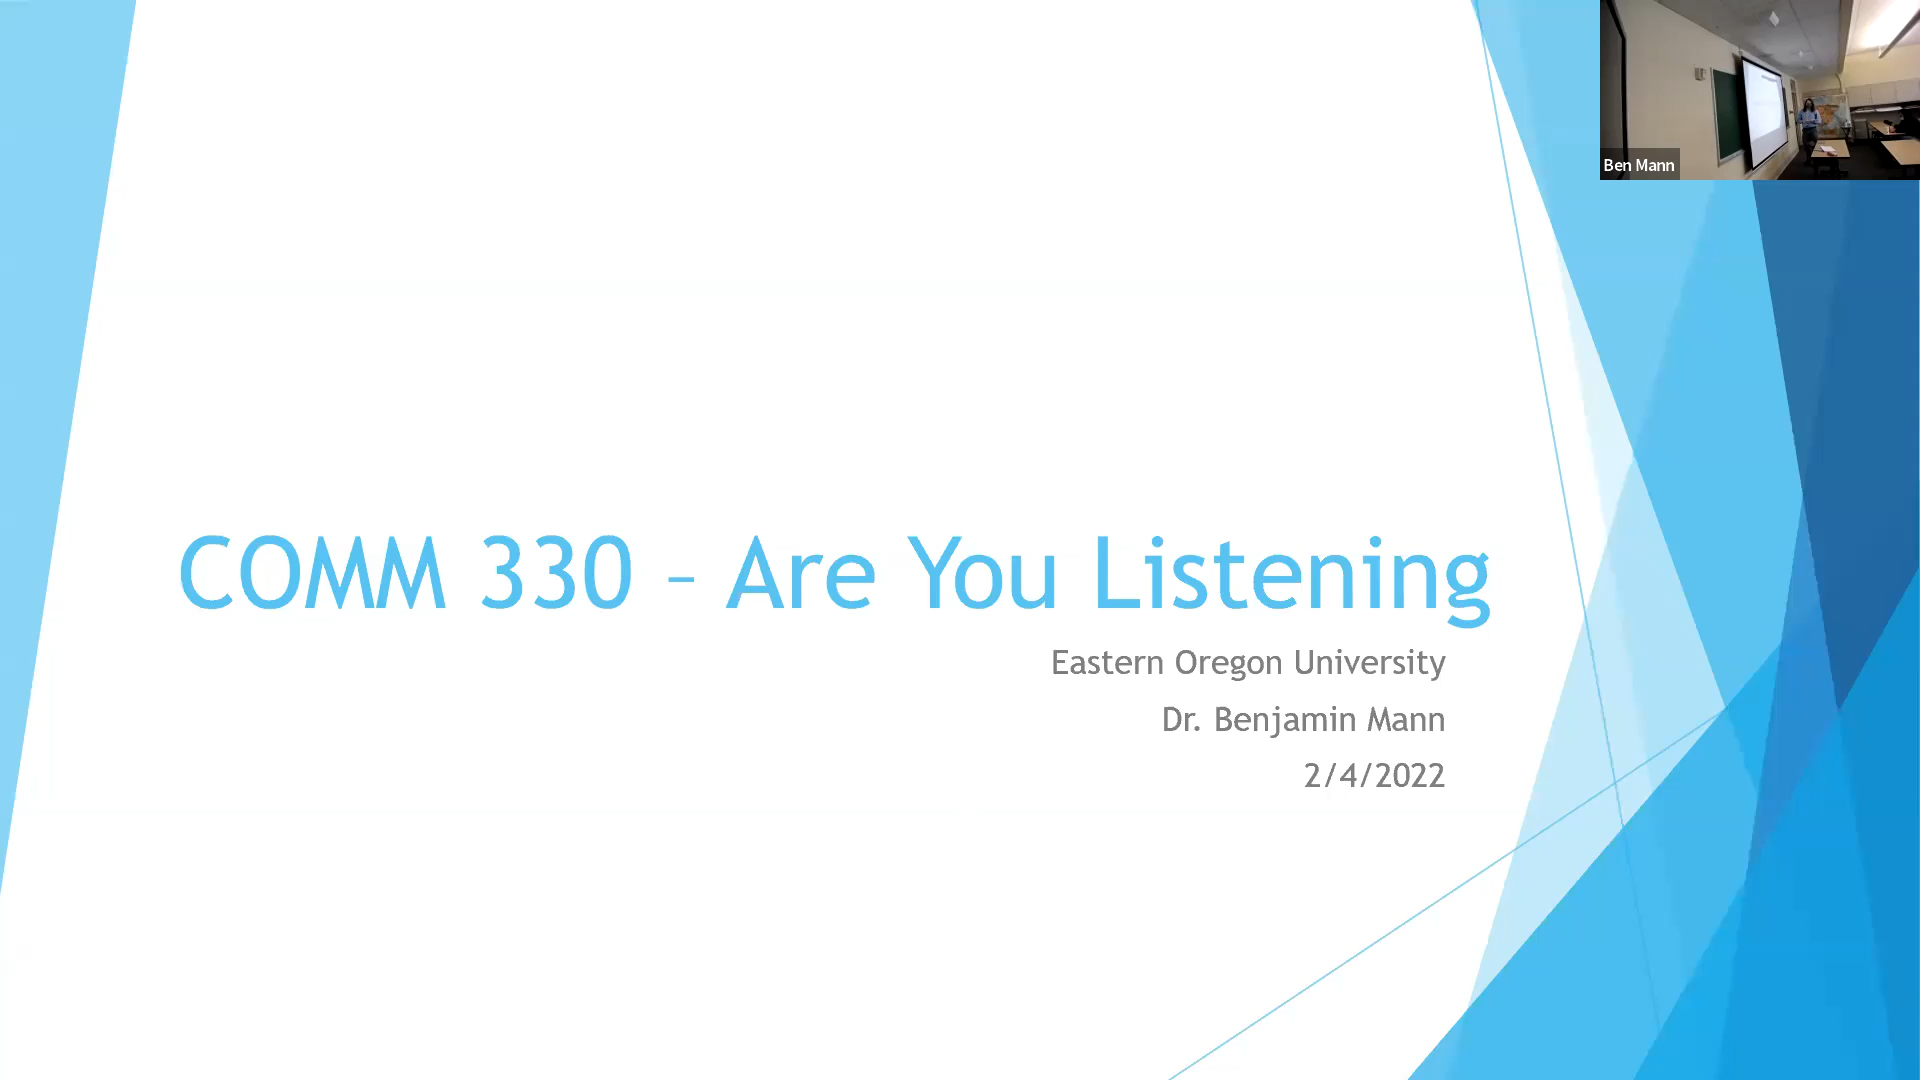 Ben Mann
COMM 330 – Are You Listening
Eastern Oregon University
Dr. Benjamin Mann
2/4/2022